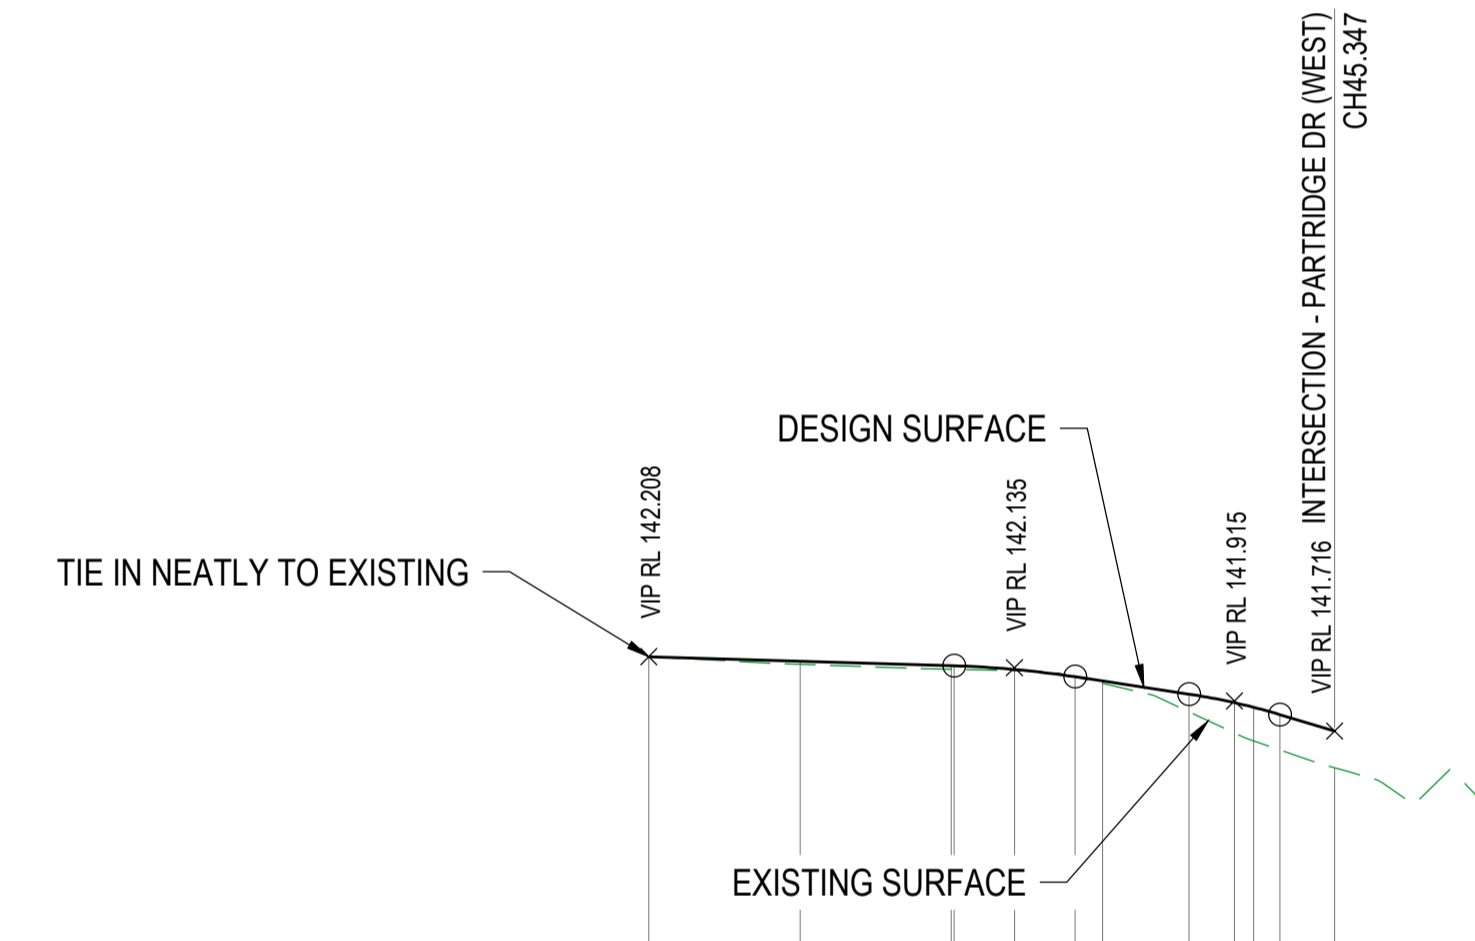 INTERSECTION - PARTRIDGE DR (WEST)
CH45.347
DESIGN SURFACE
VIP RL 142.208
VIP RL 142.135
VIP RL 141.915
VIP RL 141.716
TIE IN NEATLY TO EXISTING
EXISTING SURFACE